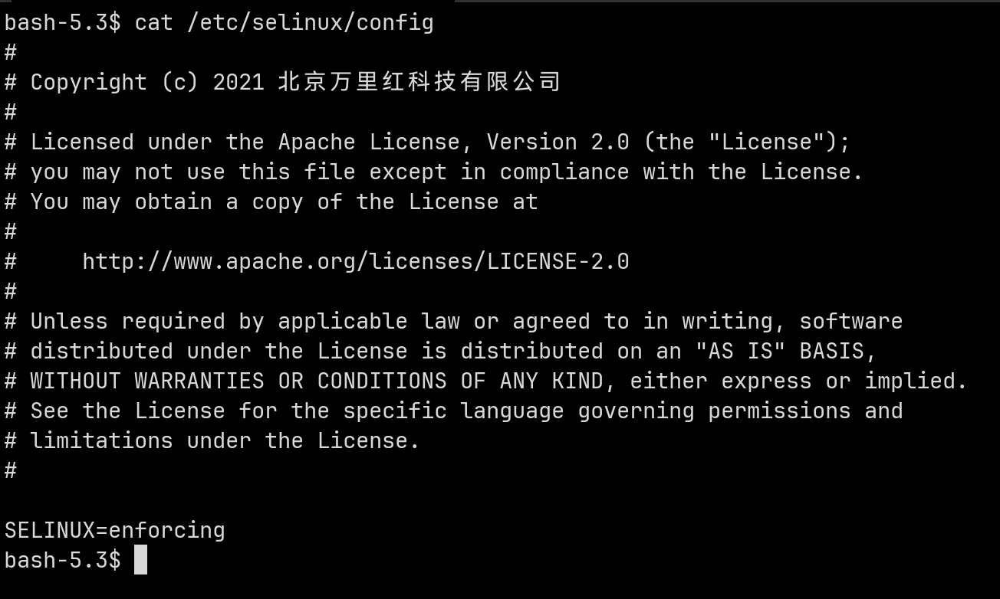 bash-5.3$ cat /etc/selinux/config
#
# Copyright (c) 2021 北京万里红科技有限公司
#
# Licensed under the Apache License, Version 2.0 (the "License");
# you may not use this file except in compliance with the License.
# You may obtain a copy of the License at
#
#     http://www.apache.org/licenses/LICENSE-2.0
#
# Unless required by applicable law or agreed to in writing, software
# distributed under the License is distributed on an "AS IS" BASIS,
# WITHOUT WARRANTIES OR CONDITIONS OF ANY KIND, either express or implied.
# See the License for the specific language governing permissions and
# limitations under the License.
#

SELINUX=enforcing
bash-5.3$